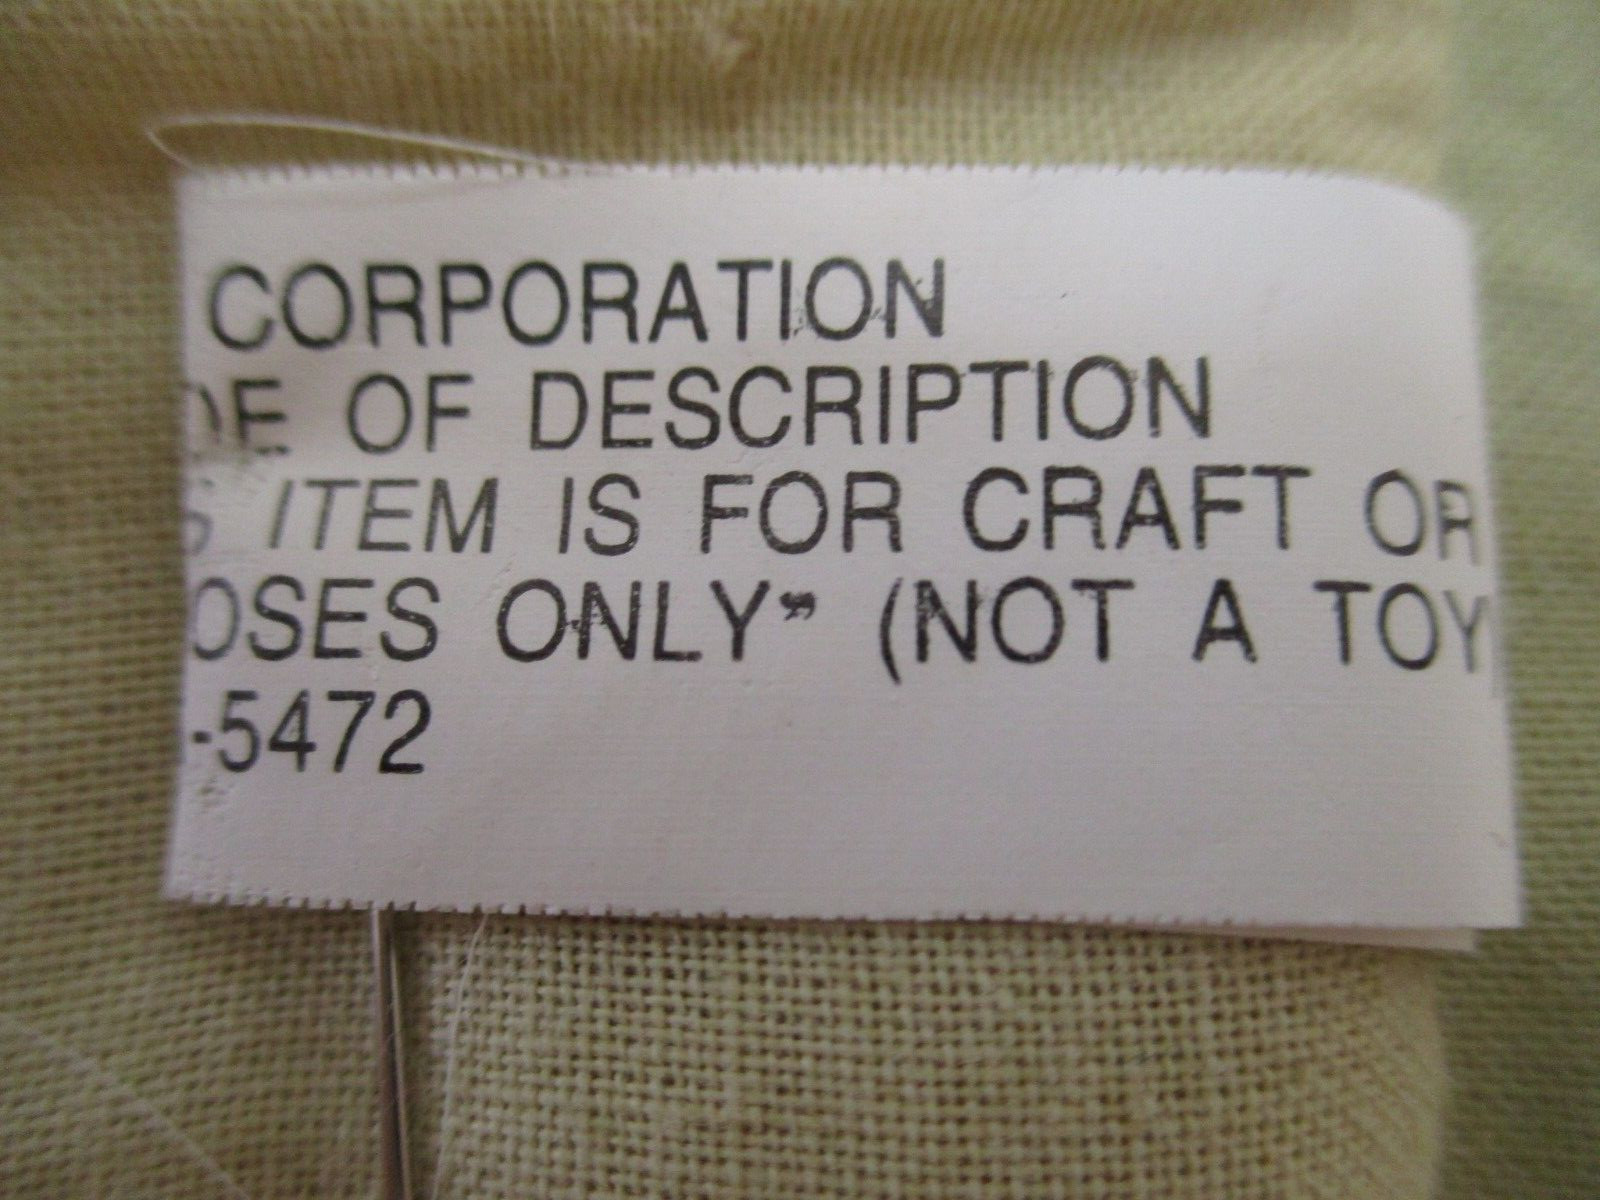 CORPORATION
DE OF DESCRIPTION
S ITEM IS FOR CRAFT OR
OSES ONLY" (NOT A TOY
-5472